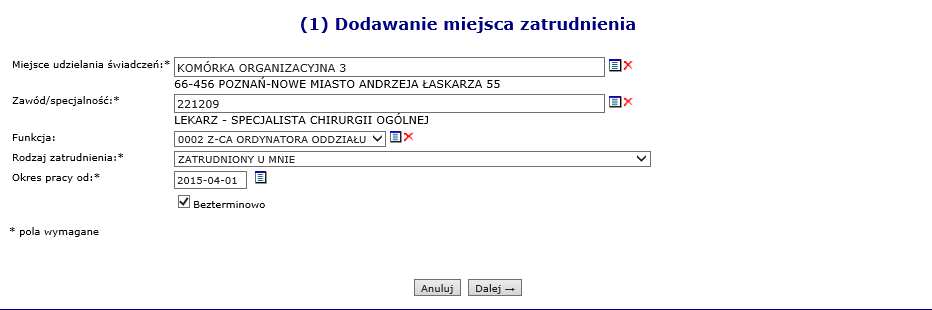 (1) Dodawanie miejsca zatrudnienia
Miejsce udzielania świadczeń:* KOMÓRKA ORGANIZACYJNA 3
66-456 POZNAŃ-NOWE MIASTO ANDRZEJA ŁASKARZA 55
Zawód/specjalność:* 221209
LEKARZ - SPECJALISTA CHIRURGII OGÓLNEJ
Funkcja: 0002 Z-CA ORDYNATORA ODDZIAŁU
Rodzaj zatrudnienia:* ZATRUDNIONY U MNIE
Okres pracy od:* 2015-04-01
Bezterminowo
* pola wymagane
Anuluj Dalej →